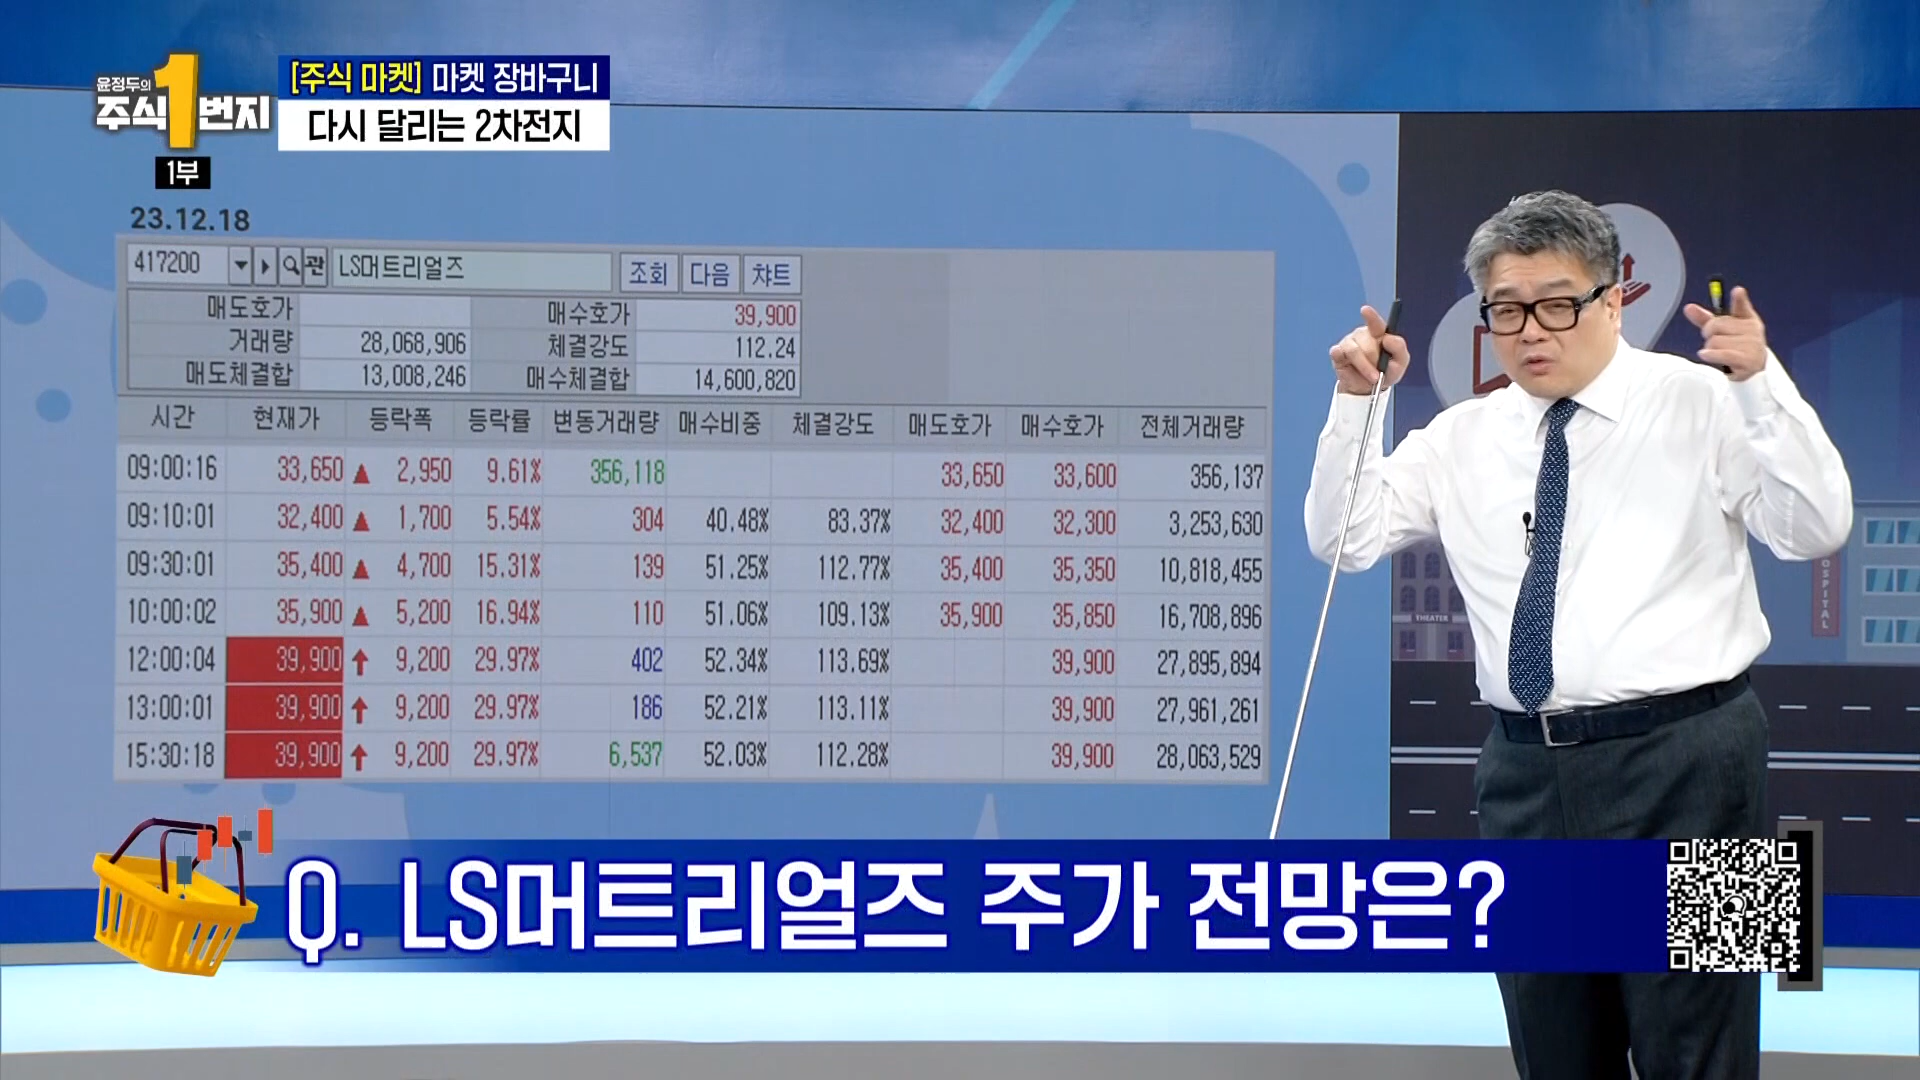 윤정두의
주식1번지
1부
[주식 마켓] 마켓 장바구니
다시 달리는 2차전지
23.12.18
417200 관 LS머트리얼즈 조회 다음 챠트
매도호가 매수호가 39,900
거래량 28,068,906 체결강도 112.24
매도체결합 13,008,246 매수체결합 14,600,820
시간 현재가 등락폭 등락률 변동거래량 매수비중 체결강도 매도호가 매수호가 전체거래량
09:00:16 33,650 ▲ 2,950 9.61% 356,118 33,650 33,600 356,137
09:10:01 32,400 ▲ 1,700 5.54% 304 40.48% 83.37% 32,400 32,300 3,253,630
09:30:01 35,400 ▲ 4,700 15.31% 139 51.25% 112.77% 35,400 35,350 10,818,455
10:00:02 35,900 ▲ 5,200 16.94% 110 51.06% 109.13% 35,900 35,850 16,708,896
12:00:04 39,900 ↑ 9,200 29.97% 402 52.34% 113.69% 39,900 27,895,894
13:00:01 39,900 ↑ 9,200 29.97% 186 52.21% 113.11% 39,900 27,961,261
15:30:18 39,900 ↑ 9,200 29.97% 6,537 52.03% 112.28% 39,900 28,063,529
THEATER
HOSPITAL
Q. LS머트리얼즈 주가 전망은?